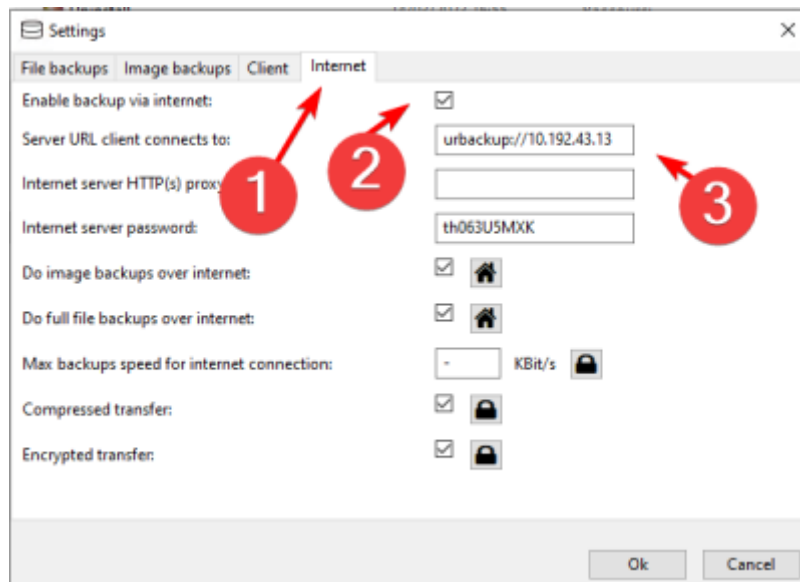 Settings
File backups Image backups Client Internet
Enable backup via internet:
Server URL client connects to: urbackup://10.192.43.13
Internet server HTTP(s) proxy
Internet server password: th063U5MXK
Do image backups over internet:
Do full file backups over internet:
Max backups speed for internet connection: - KBit/s
Compressed transfer:
Encrypted transfer:
1
2
3
Ok Cancel